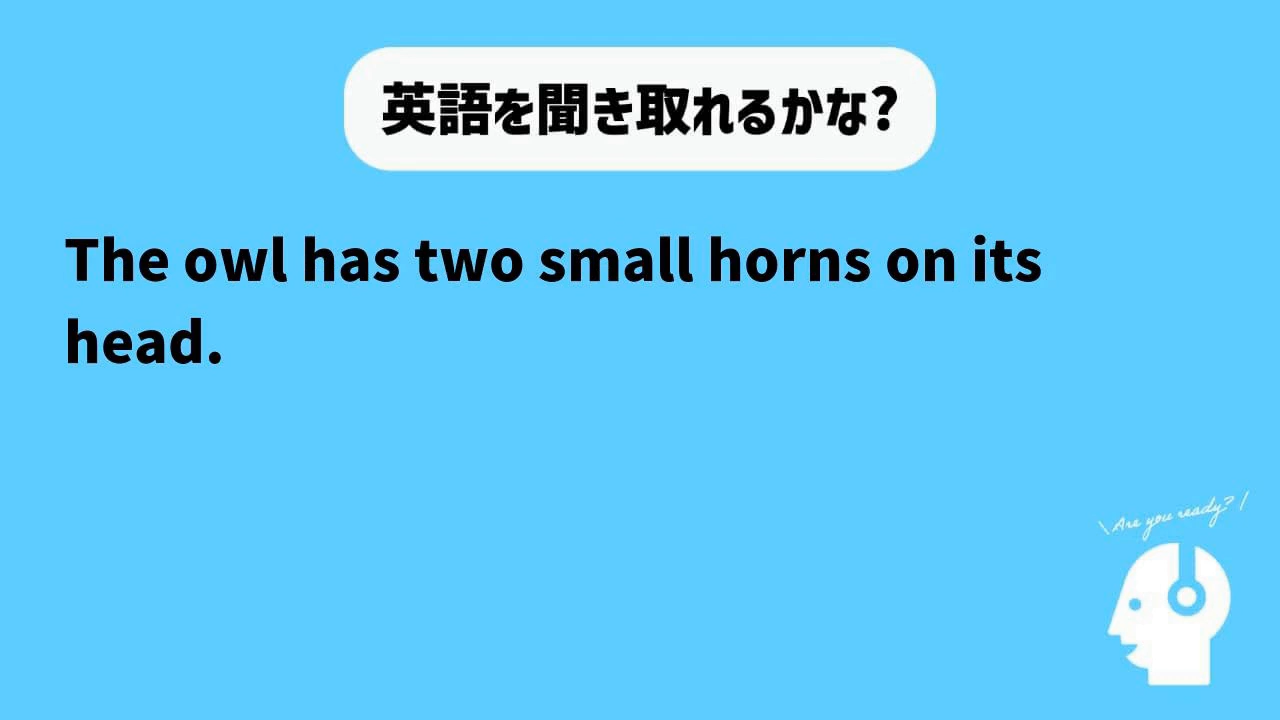 英語を聞き取れるかな?
The owl has two small horns on its
head.
\ Are you ready? /